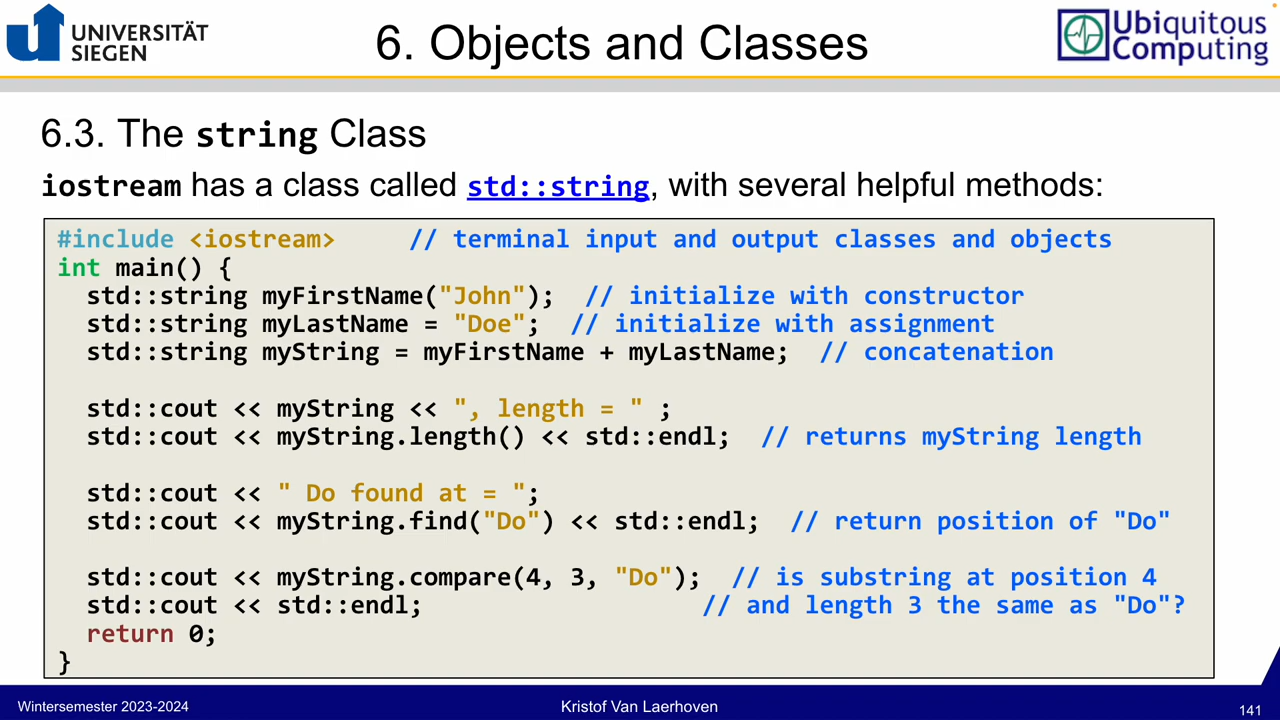 UNIVERSITÄT
SIEGEN
6. Objects and Classes
Ubiquitous
Computing
6.3. The string Class
iostream has a class called std::string, with several helpful methods:
#include <iostream>     // terminal input and output classes and objects
int main() {
  std::string myFirstName("John");  // initialize with constructor
  std::string myLastName = "Doe";  // initialize with assignment
  std::string myString = myFirstName + myLastName;  // concatenation
  std::cout << myString << ", length = " ;
  std::cout << myString.length() << std::endl;  // returns myString length
  std::cout << " Do found at = ";
  std::cout << myString.find("Do") << std::endl;  // return position of "Do"
  std::cout << myString.compare(4, 3, "Do");  // is substring at position 4
  std::cout << std::endl;                   // and length 3 the same as "Do"?
  return 0;
}
Wintersemester 2023-2024
Kristof Van Laerhoven
141